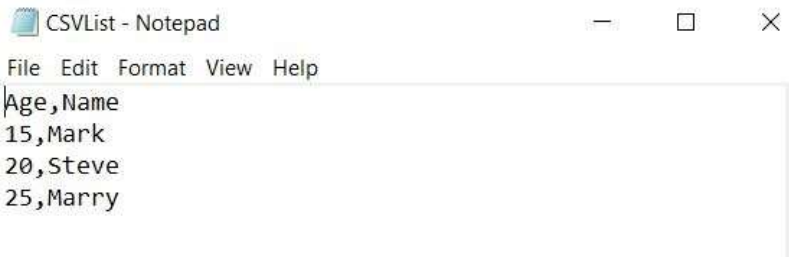 CSVList - Notepad
File Edit Format View Help
Age,Name
15,Mark
20,Steve
25,Marry